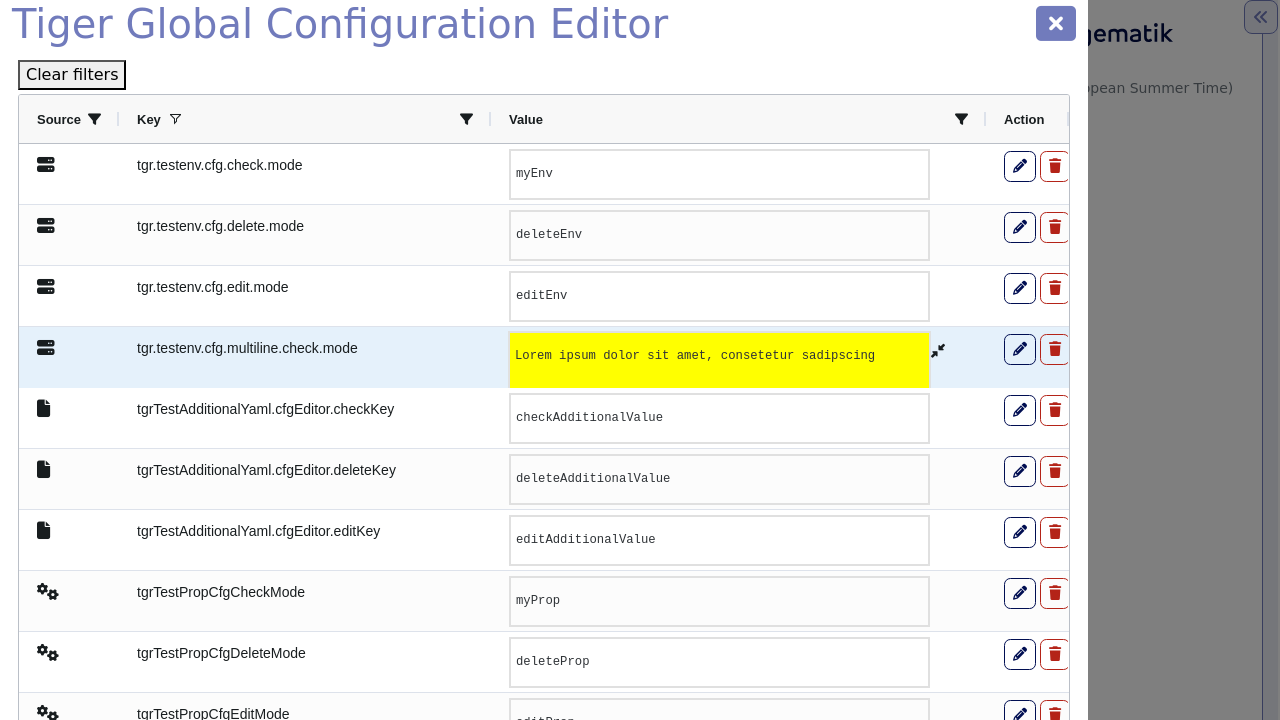 Tiger Global Configuration Editor
gematik
Clear filters
opean Summer Time)
Source Key Value Action
tgr.testenv.cfg.check.mode myEnv
tgr.testenv.cfg.delete.mode deleteEnv
tgr.testenv.cfg.edit.mode editEnv
tgr.testenv.cfg.multiline.check.mode Lorem ipsum dolor sit amet, consetetur sadipscing
tgrTestAdditionalYaml.cfgEditor.checkKey checkAdditionalValue
tgrTestAdditionalYaml.cfgEditor.deleteKey deleteAdditionalValue
tgrTestAdditionalYaml.cfgEditor.editKey editAdditionalValue
tgrTestPropCfgCheckMode myProp
tgrTestPropCfgDeleteMode deleteProp
tgrTestPropCfgEditMode editProp